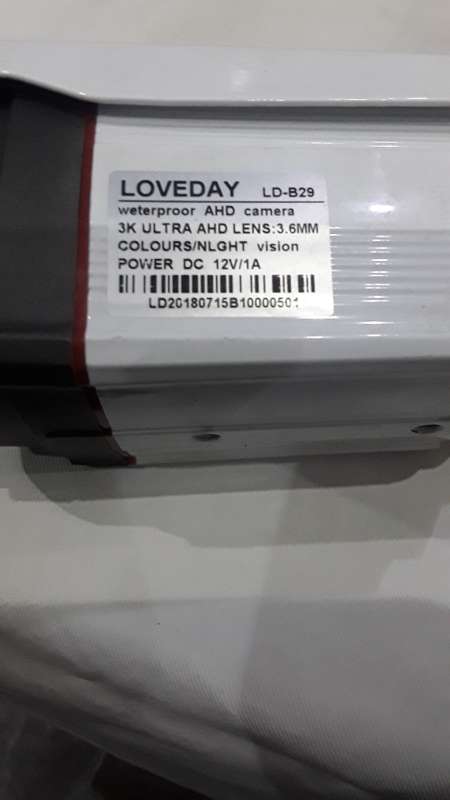 LOVEDAY LD-B29
weterproor AHD camera
3K ULTRA AHD LENS:3.6MM
COLOURS/NLGHT vision
POWER DC 12V/1A
LD20180715B10000501